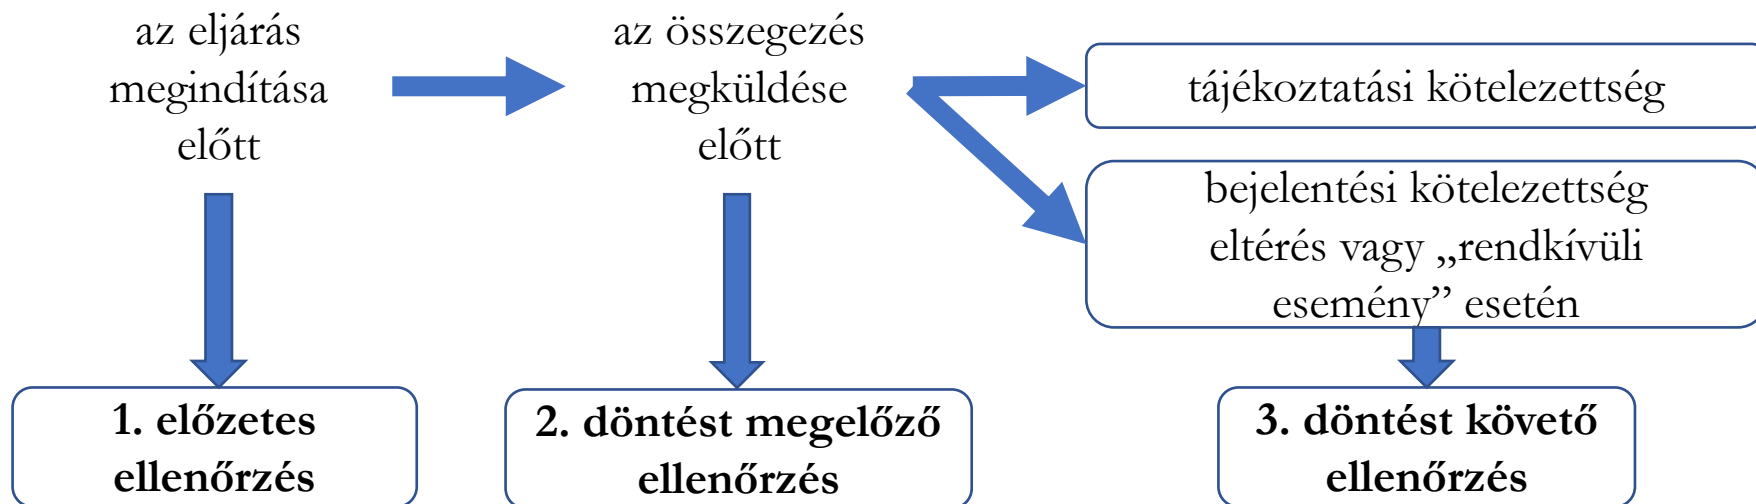 az eljárás
megindítása
előtt
az összegezés
megküldése
előtt
tájékoztatási kötelezettség
bejelentési kötelezettség
eltérés vagy „rendkívüli
esemény” esetén
1. előzetes
ellenőrzés
2. döntést megelőző
ellenőrzés
3. döntést követő
ellenőrzés